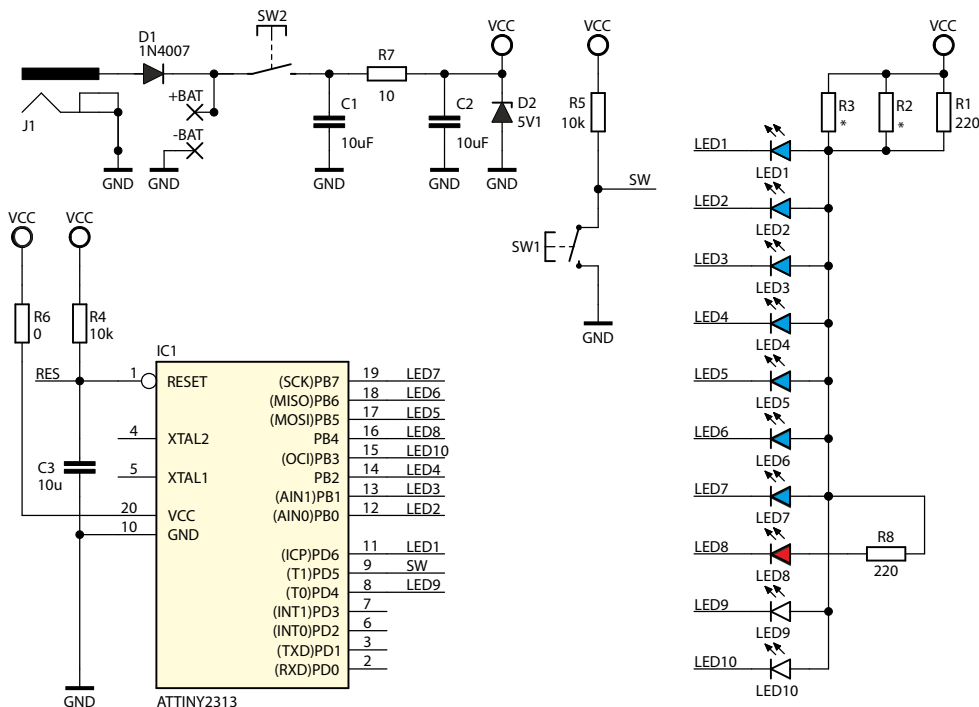 SW2
D1
1N4007
+BAT
-BAT
J1
GND
GND
C1
10uF
GND
R7
10
C2
10uF
GND
VCC
D2
5V1
GND
VCC
R5
10k
SW
SW1
GND
VCC
R3
*
R2
*
R1
220
LED1
LED1
LED2
LED2
LED3
LED3
LED4
LED4
LED5
LED5
LED6
LED6
LED7
LED7
LED8
LED8
R8
220
LED9
LED9
LED10
LED10
VCC
VCC
R6
0
R4
10k
RES
C3
10u
GND
IC1
1 RESET
4 XTAL2
5 XTAL1
20 VCC
10 GND
(SCK)PB7 19 LED7
(MISO)PB6 18 LED6
(MOSI)PB5 17 LED5
PB4 16 LED8
(OCI)PB3 15 LED10
PB2 14 LED4
(AIN1)PB1 13 LED3
(AIN0)PB0 12 LED2
(ICP)PD6 11 LED1
(T1)PD5 9 SW
(T0)PD4 8 LED9
(INT1)PD3 7
(INT0)PD2 6
(TXD)PD1 3
(RXD)PD0 2
ATTINY2313